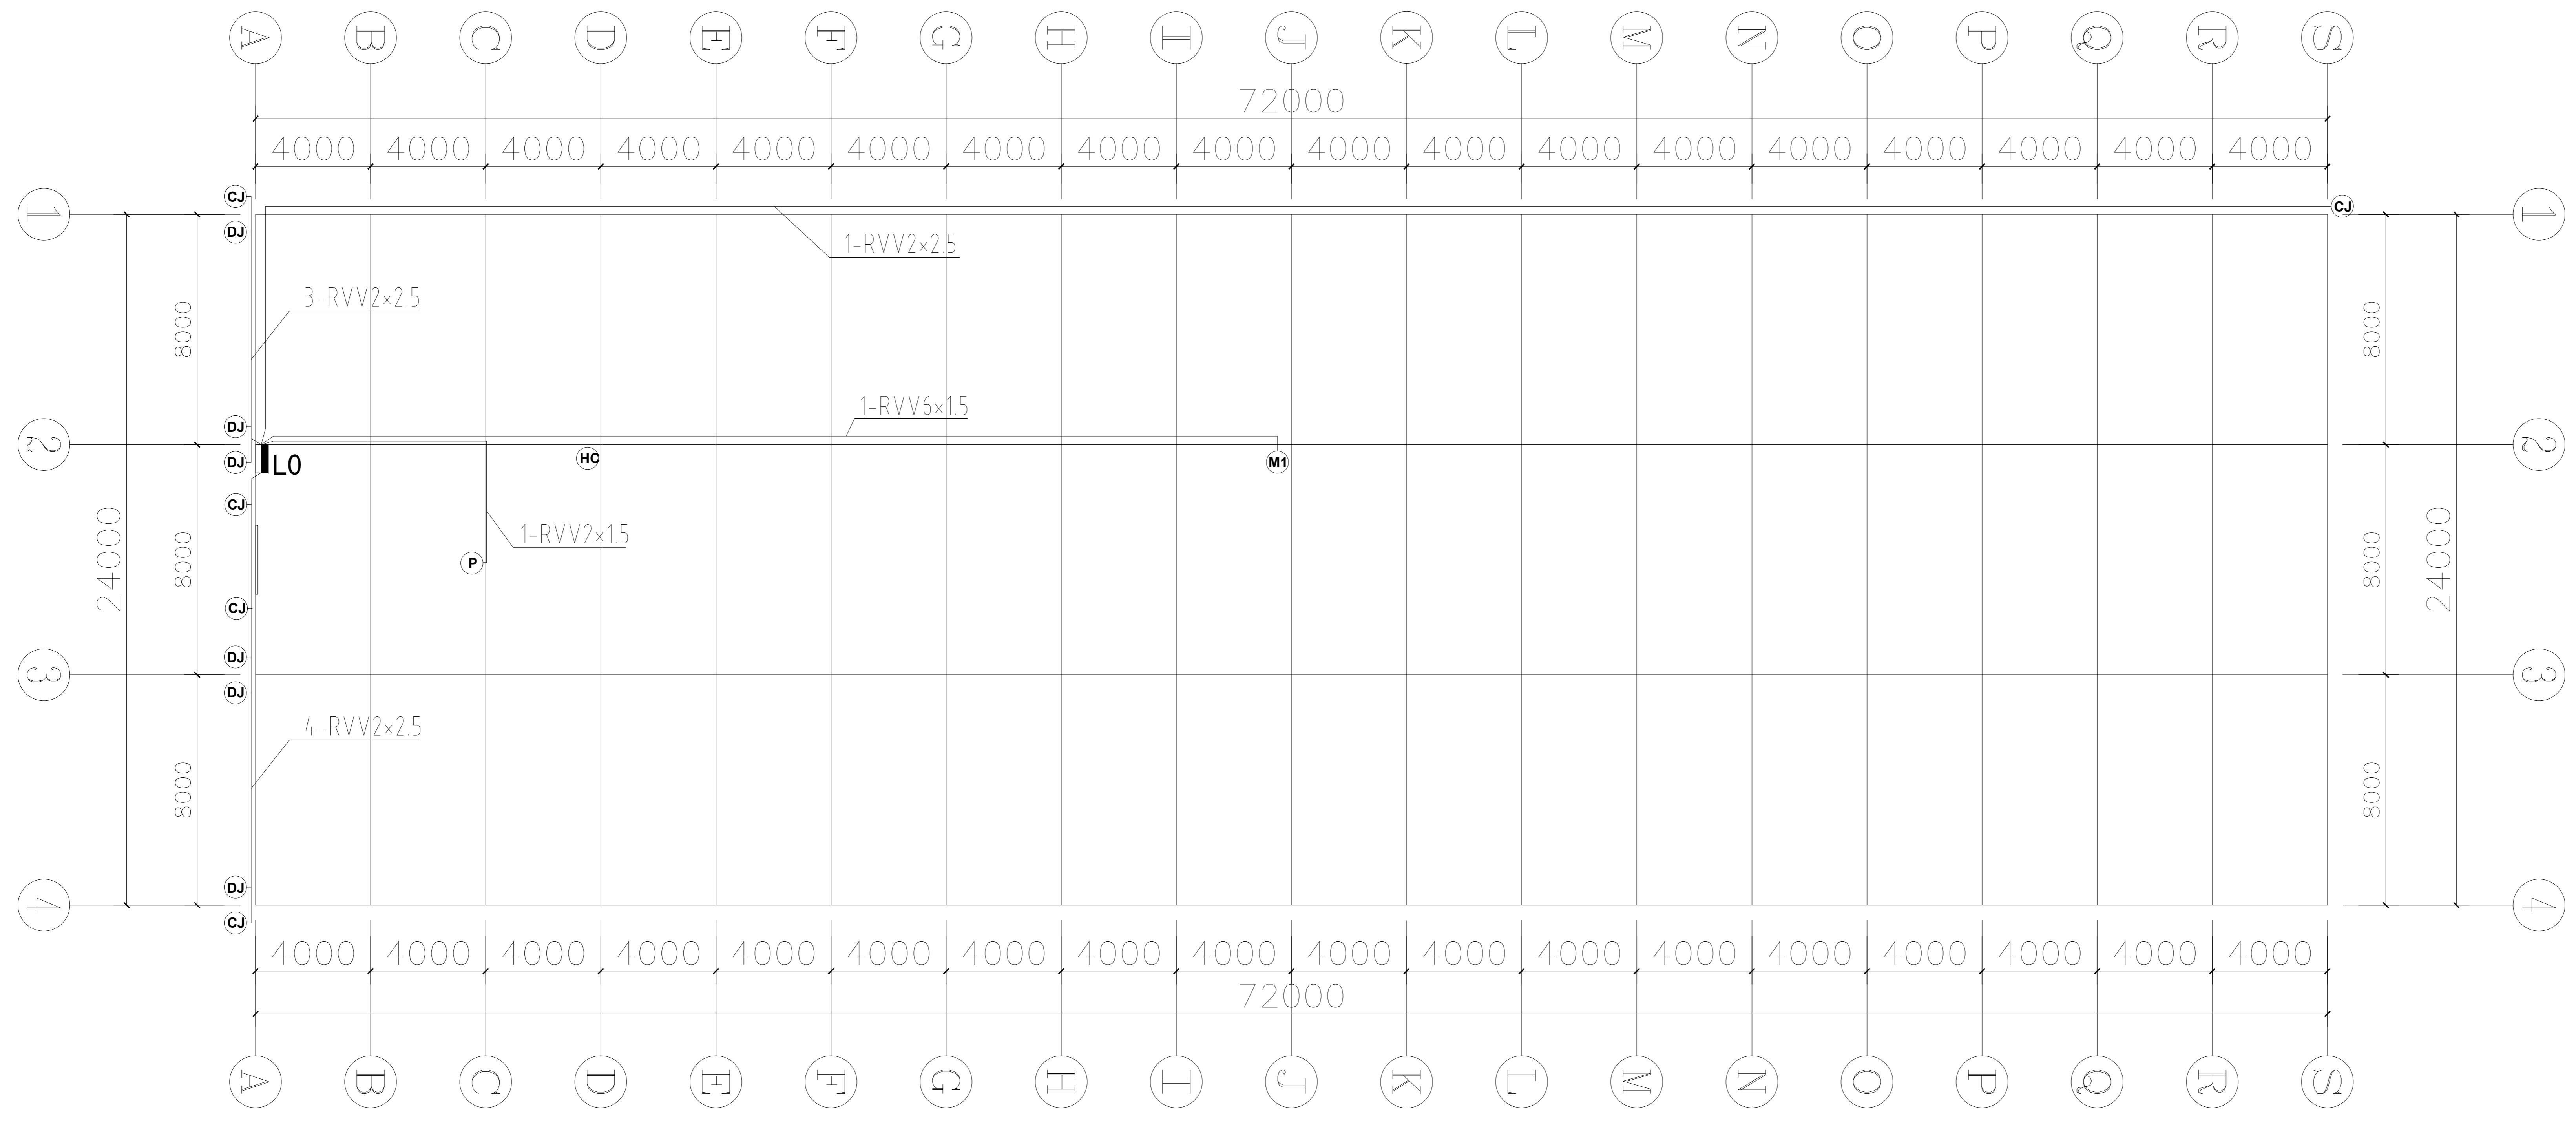 A B C D E F G H I J K L M N O P Q R S
72000
4000 4000 4000 4000 4000 4000 4000 4000 4000 4000 4000 4000 4000 4000 4000 4000 4000 4000
CJ
CJ
1 1
DJ
1-RVV2×2.5
3-RVV2×2.5
8000 8000
1-RVV6×1.5
DJ
2 2
HC
DJ L0 M1
CJ
1-RVV2×1.5
24000 8000 8000 24000
P
CJ
DJ
3 3
DJ
4-RVV2×2.5
8000 8000
DJ
4 4
CJ
4000 4000 4000 4000 4000 4000 4000 4000 4000 4000 4000 4000 4000 4000 4000 4000 4000 4000
72000
A B C D E F G H I J K L M N O P Q R S